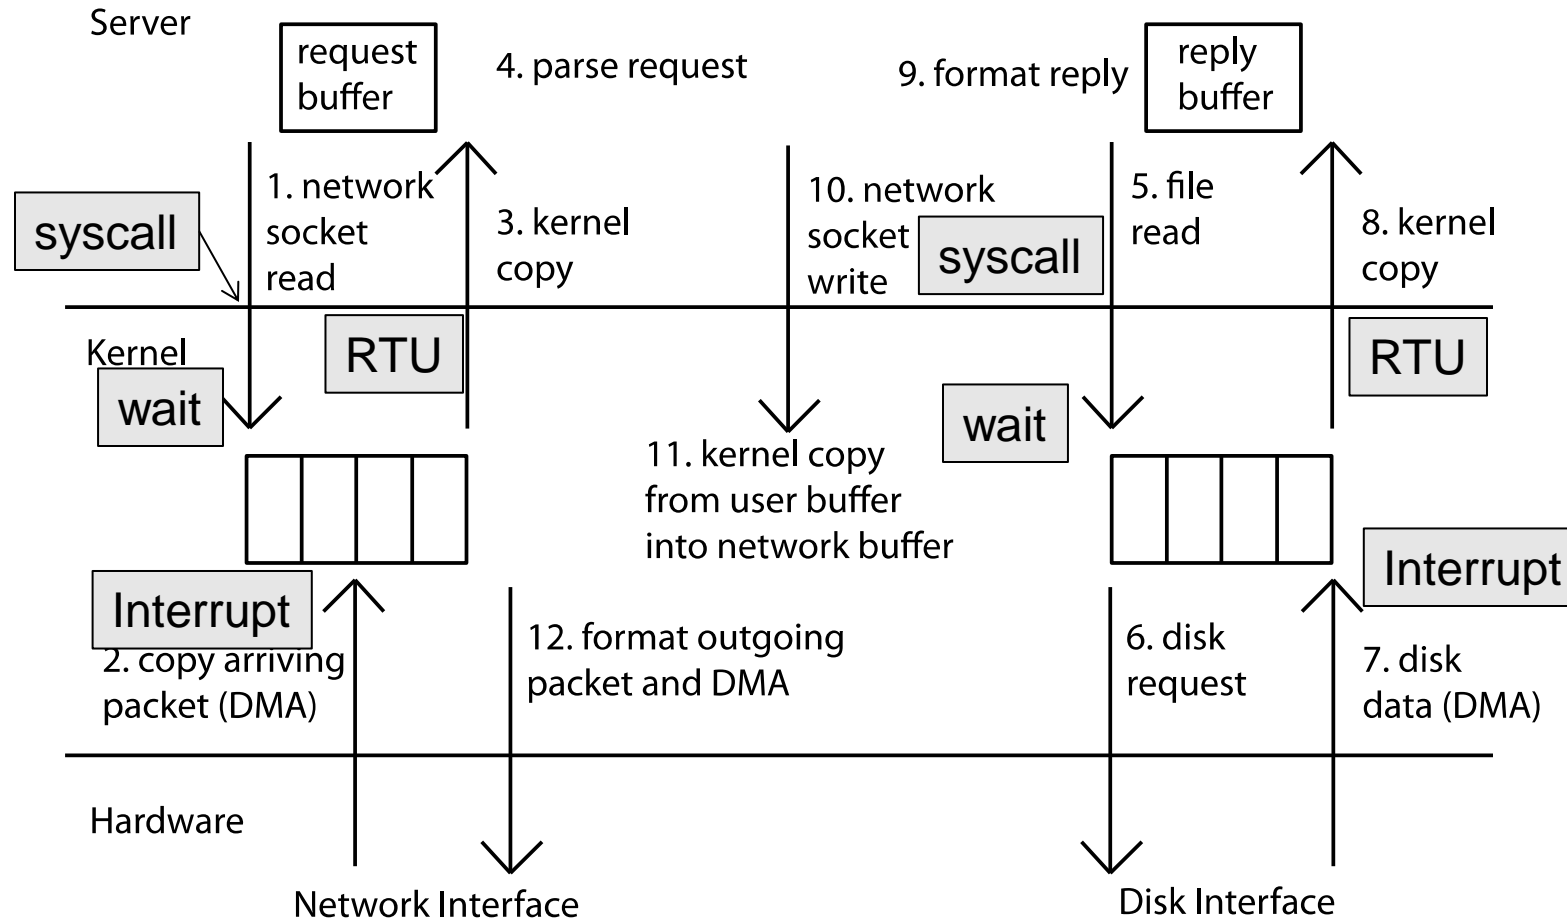 Server
request
buffer
4. parse request
9. format reply
reply
buffer
syscall
1. network
socket
read
3. kernel
copy
10. network
socket
write
syscall
5. file
read
8. kernel
copy
Kernel
wait
RTU
wait
RTU
11. kernel copy
from user buffer
into network buffer
Interrupt
2. copy arriving
packet (DMA)
12. format outgoing
packet and DMA
6. disk
request
Interrupt
7. disk
data (DMA)
Hardware
Network Interface
Disk Interface